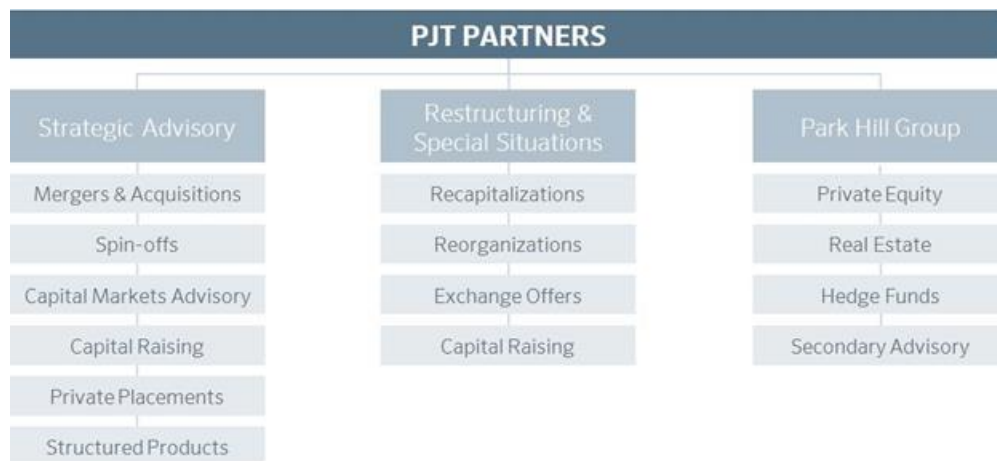 PJT PARTNERS
Strategic Advisory
Mergers & Acquisitions
Spin-offs
Capital Markets Advisory
Capital Raising
Private Placements
Structured Products
Restructuring &
Special Situations
Recapitalizations
Reorganizations
Exchange Offers
Capital Raising
Park Hill Group
Private Equity
Real Estate
Hedge Funds
Secondary Advisory